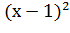 (x − 1)²